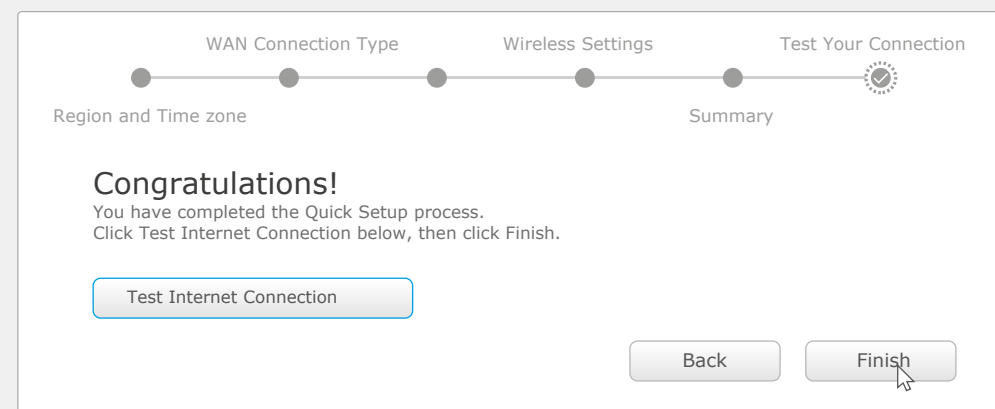 WAN Connection Type Wireless Settings Test Your Connection
Region and Time zone Summary
Congratulations!
You have completed the Quick Setup process.
Click Test Internet Connection below, then click Finish.
Test Internet Connection
Back Finish